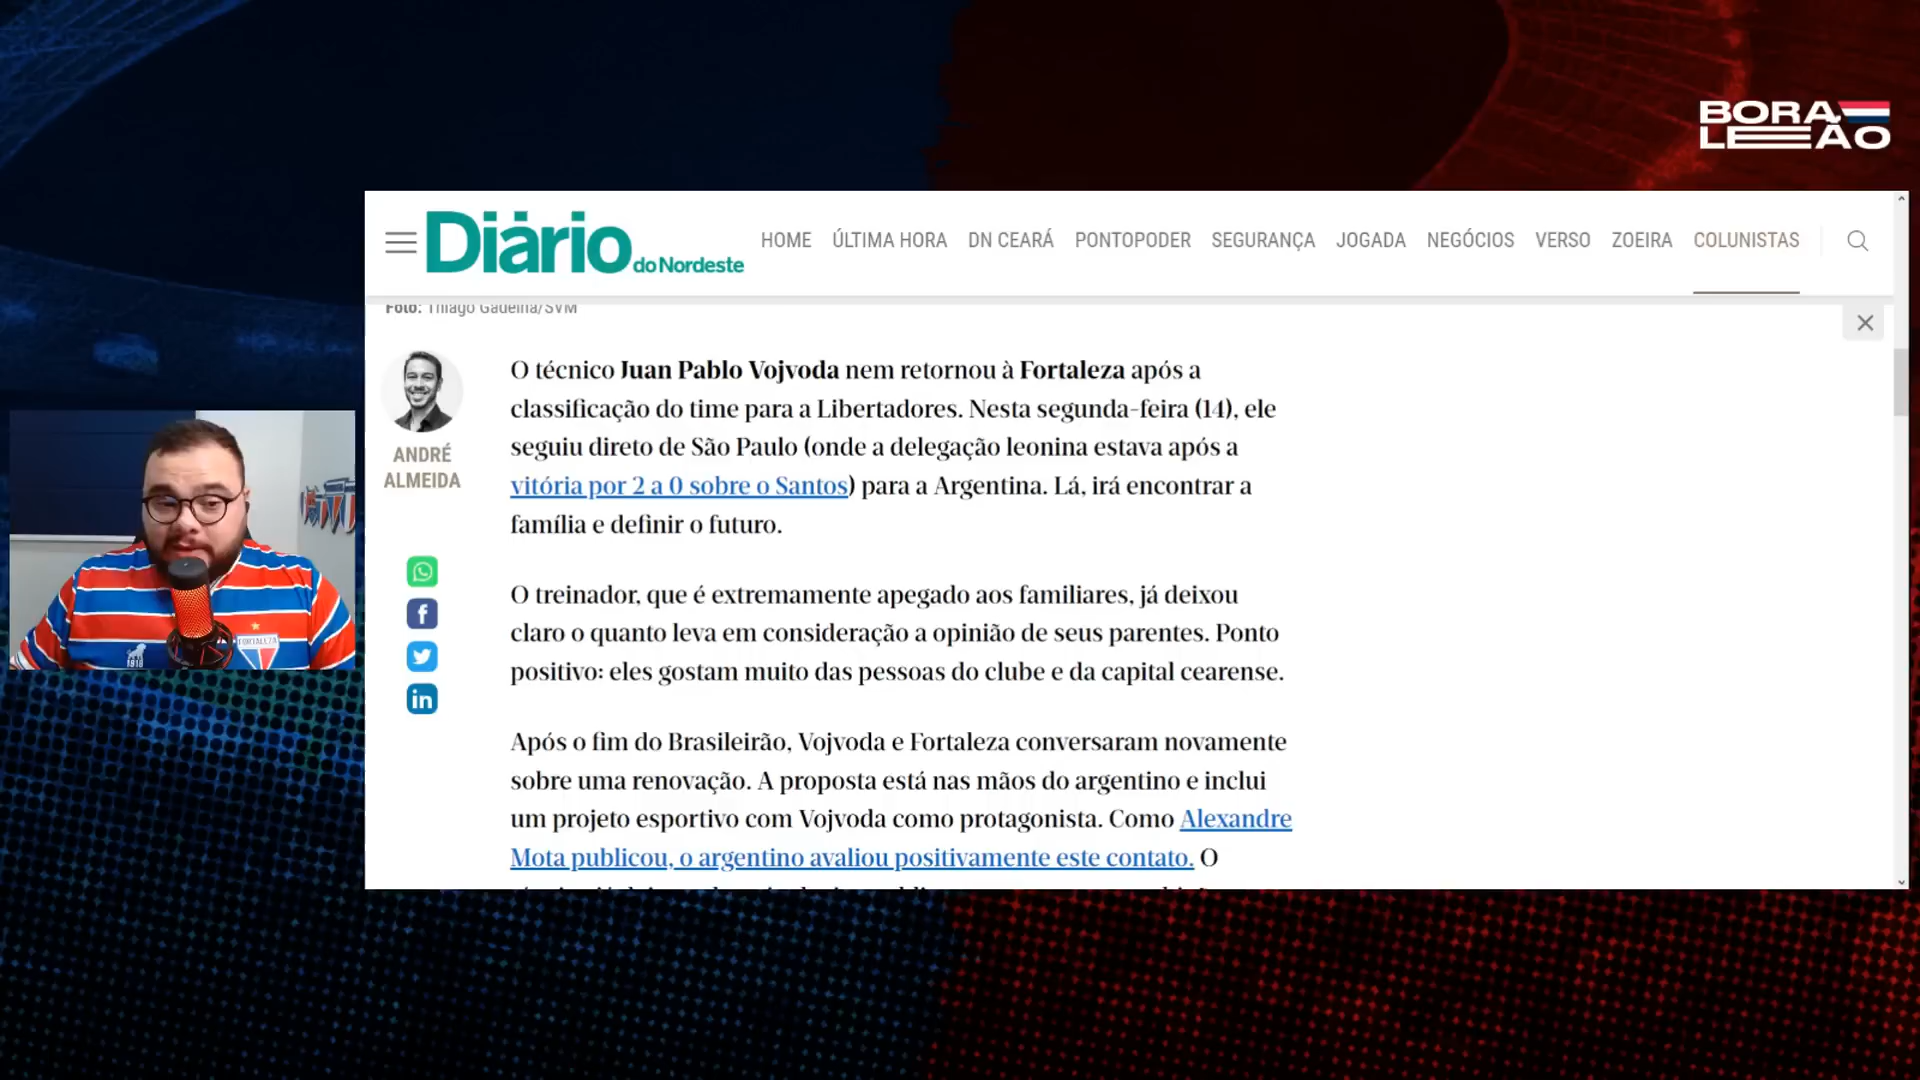 BORA
LEÃO
Diário do Nordeste
HOME ÚLTIMA HORA DN CEARÁ PONTOPODER SEGURANÇA JOGADA NEGÓCIOS VERSO ZOEIRA COLUNISTAS
Foto: Thiago Gadelha/SVM
ANDRÉ
ALMEIDA
O técnico Juan Pablo Vojvoda nem retornou à Fortaleza após a
classificação do time para a Libertadores. Nesta segunda-feira (14), ele
seguiu direto de São Paulo (onde a delegação leonina estava após a
vitória por 2 a 0 sobre o Santos) para a Argentina. Lá, irá encontrar a
família e definir o futuro.
O treinador, que é extremamente apegado aos familiares, já deixou
claro o quanto leva em consideração a opinião de seus parentes. Ponto
positivo: eles gostam muito das pessoas do clube e da capital cearense.
Após o fim do Brasileirão, Vojvoda e Fortaleza conversaram novamente
sobre uma renovação. A proposta está nas mãos do argentino e inclui
um projeto esportivo com Vojvoda como protagonista. Como Alexandre
Mota publicou, o argentino avaliou positivamente este contato. O
FORTALEZA
1918